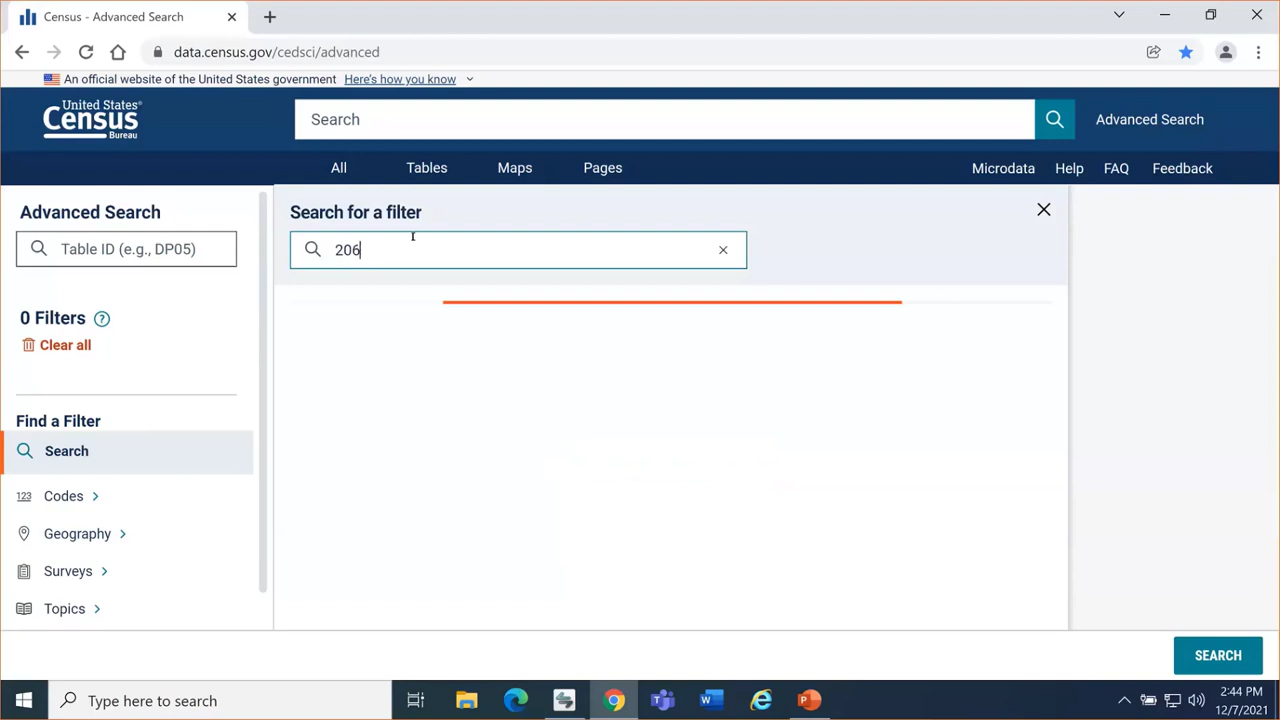 Census - Advanced Search
data.census.gov/cedsci/advanced
An official website of the United States government Here's how you know
United States®
Census
Bureau
Search
Advanced Search
All Tables Maps Pages
Microdata Help FAQ Feedback
Advanced Search
Table ID (e.g., DP05)
Search for a filter
206
0 Filters ?
Clear all
Find a Filter
Search
123 Codes
Geography
Surveys
Topics
SEARCH
Type here to search
2:44 PM
12/7/2021